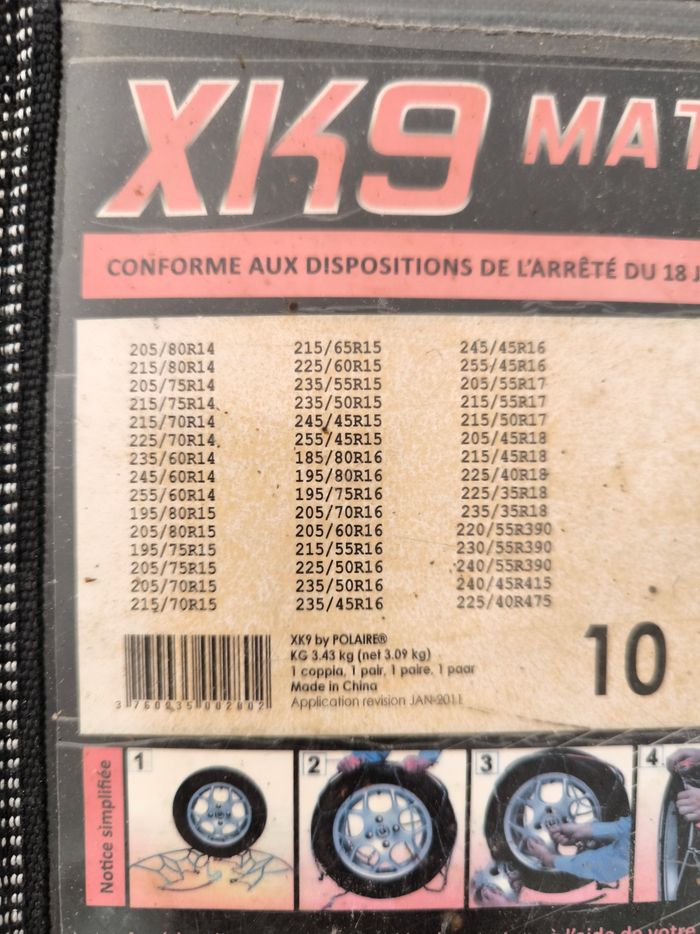 XK9 MAT
CONFORME AUX DISPOSITIONS DE L'ARRÊTÉ DU 18 J
205/80R14
215/80R14
205/75R14
215/75R14
215/70R14
225/70R14
235/60R14
245/60R14
255/60R14
195/80R15
205/80R15
195/75R15
205/75R15
205/70R15
215/70R15
215/65R15
225/60R15
235/55R15
235/50R15
245/45R15
255/45R15
185/80R16
195/80R16
195/75R16
205/70R16
205/60R16
215/55R16
225/50R16
235/50R16
235/45R16
245/45R16
255/45R16
205/55R17
215/55R17
215/50R17
205/45R18
215/45R18
225/40R18
225/35R18
235/35R18
220/55R390
230/55R390
240/55R390
240/45R415
225/40R475
3 760035 002802
XK9 by POLAIRE®
KG 3.43 kg (net 3.09 kg)
1 coppia, 1 pair, 1 paire, 1 paar
Made in China
Application revision JAN-2011
10
Notice simplifiée
1
2
3
4
l'aide de votre